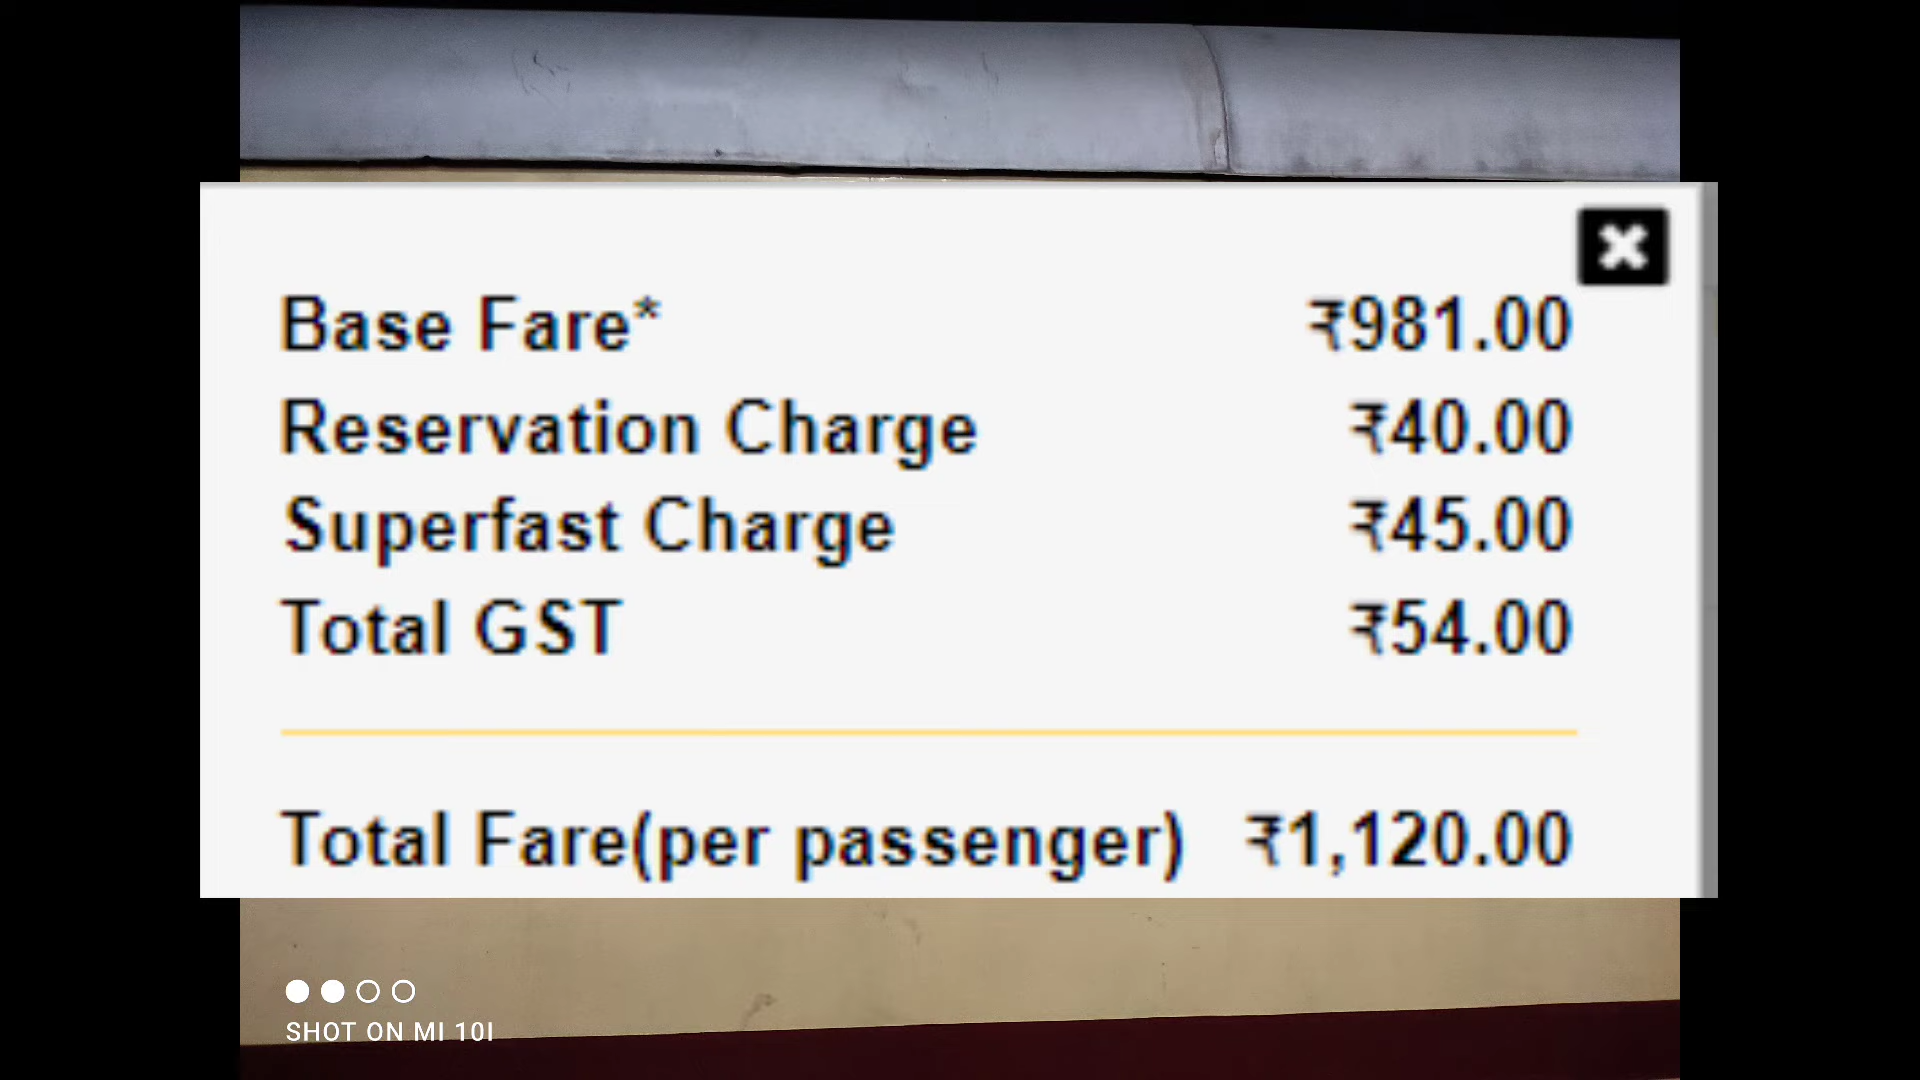 Base Fare* ₹981.00
Reservation Charge ₹40.00
Superfast Charge ₹45.00
Total GST ₹54.00
Total Fare(per passenger) ₹1,120.00
SHOT ON MI 10I